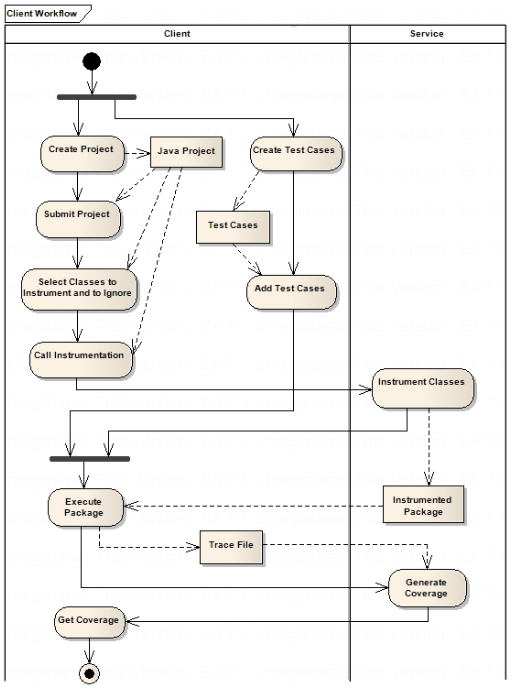 Client Workflow
Client
Service
Create Project
Java Project
Create Test Cases
Submit Project
Test Cases
Select Classes to
Instrument and to Ignore
Add Test Cases
Call Instrumentation
Instrument Classes
Execute
Package
Instrumented
Package
Trace File
Generate
Coverage
Get Coverage